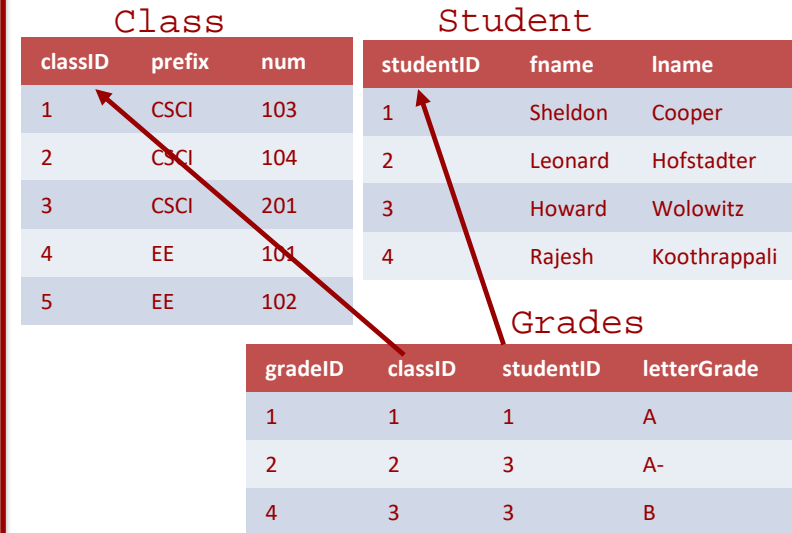 Class
classID prefix num
1 CSCI 103
2 CSCI 104
3 CSCI 201
4 EE 101
5 EE 102
Student
studentID fname lname
1 Sheldon Cooper
2 Leonard Hofstadter
3 Howard Wolowitz
4 Rajesh Koothrappali
Grades
gradeID classID studentID letterGrade
1 1 1 A
2 2 3 A-
4 3 3 B